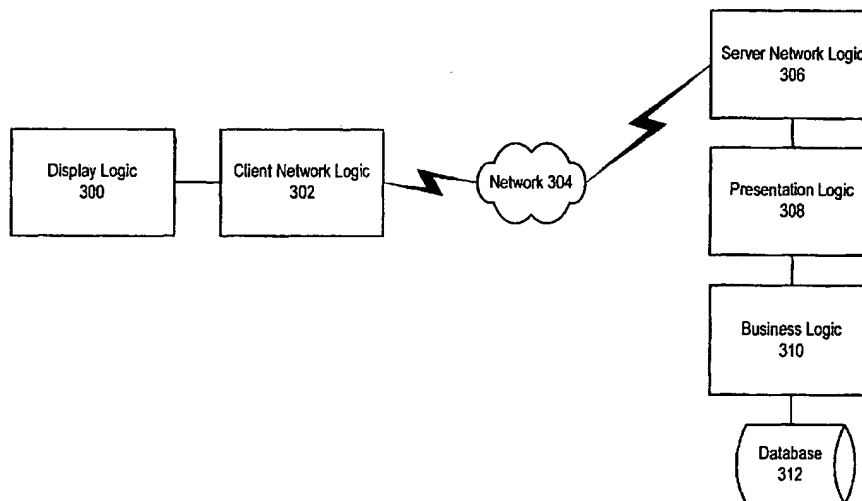 Server Network Logic
306
Display Logic
300
Client Network Logic
302
Network 304
Presentation Logic
308
Business Logic
310
Database
312